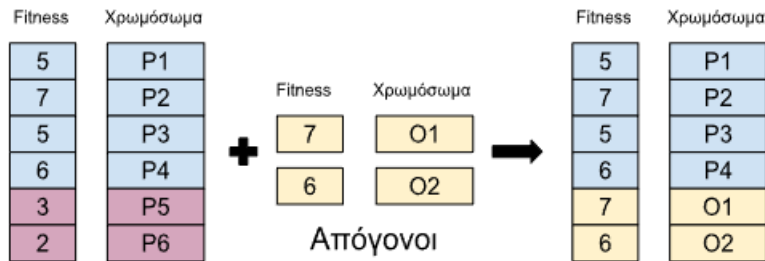 Fitness Χρωμόσωμα
5 P1
7 P2
5 P3
6 P4
3 P5
2 P6
Fitness Χρωμόσωμα
7 O1
6 O2
Απόγονοι
Fitness Χρωμόσωμα
5 P1
7 P2
5 P3
6 P4
7 O1
6 O2